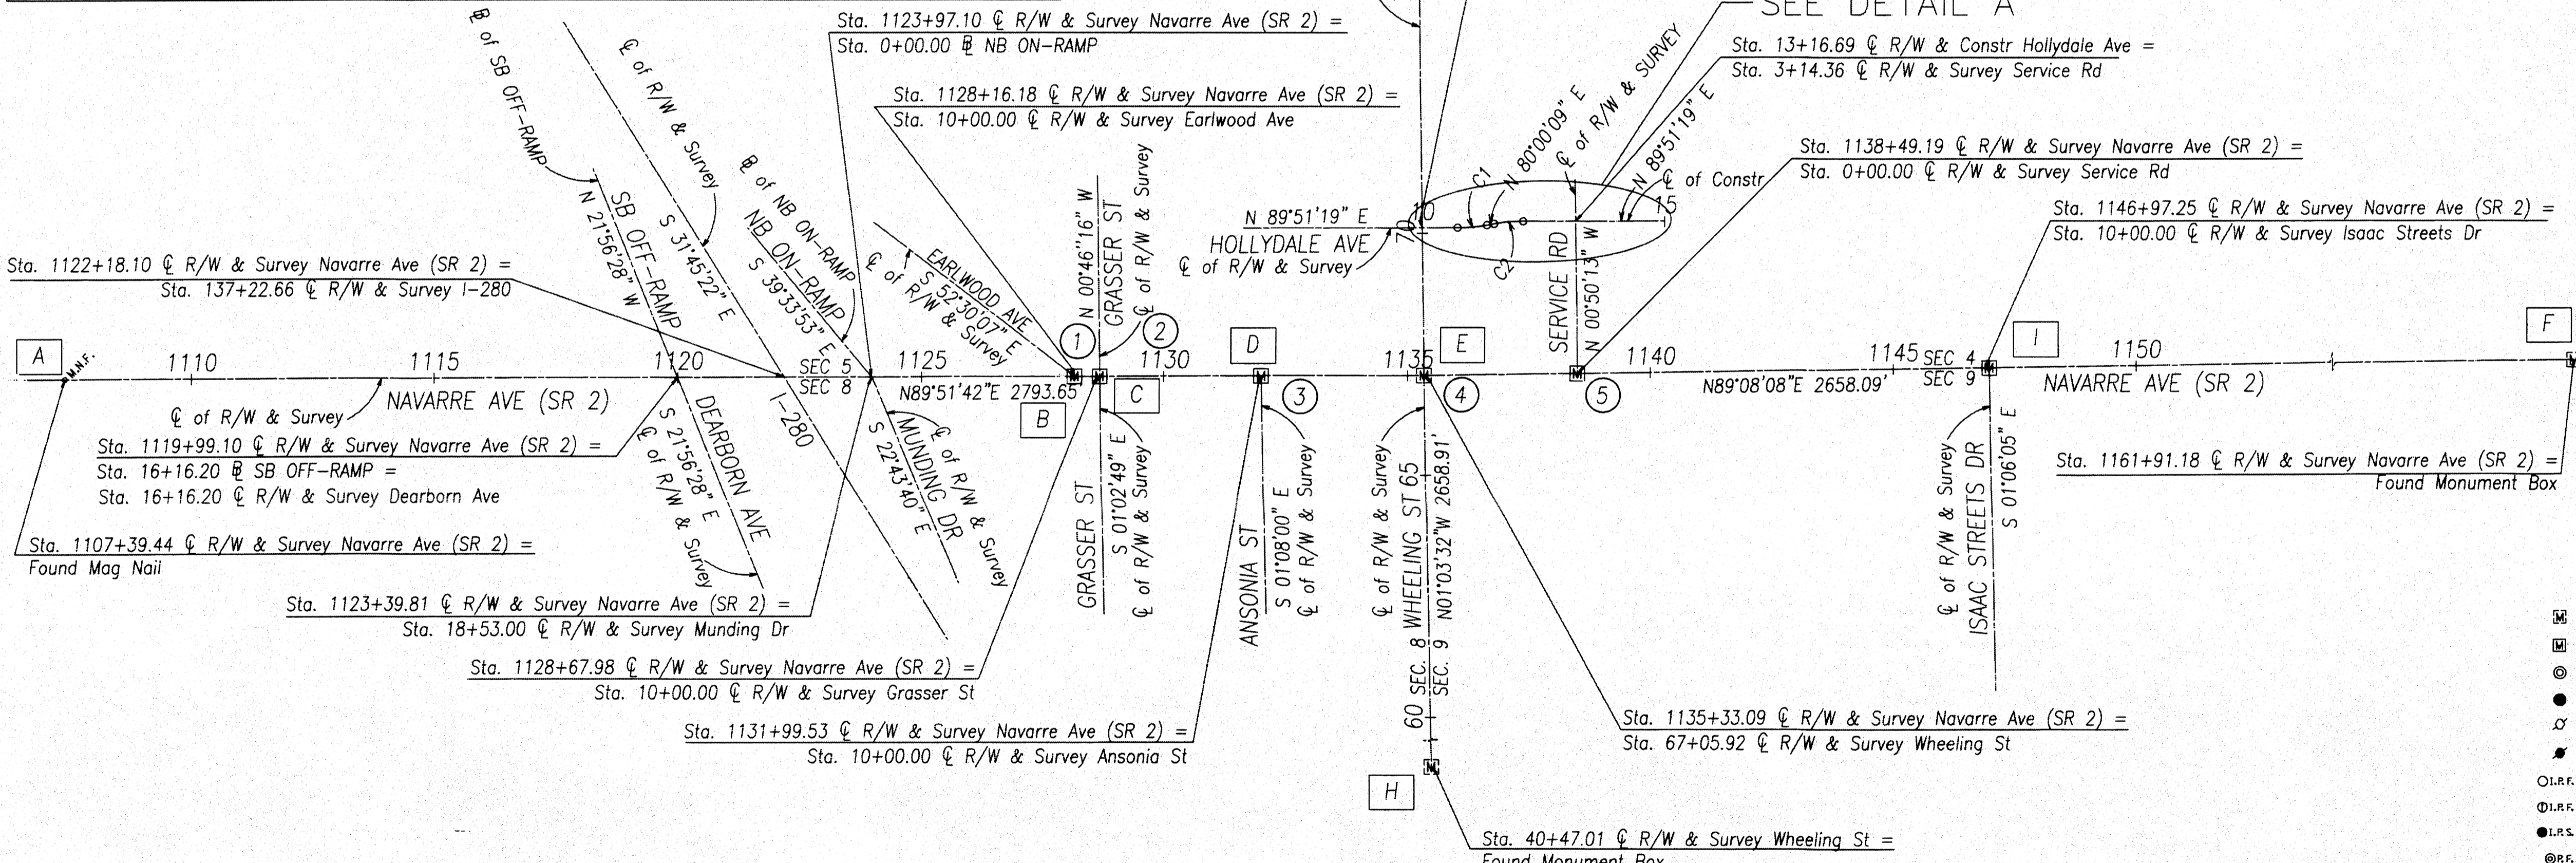 Sta. 1123+97.10 ℄ R/W & Survey Navarre Ave (SR 2) =
Sta. 0+00.00 ⅊ NB ON-RAMP
SEE DETAIL A
Sta. 13+16.69 ℄ R/W & Constr Hollydale Ave =
Sta. 3+14.36 ℄ R/W & Survey Service Rd
Sta. 1128+16.18 ℄ R/W & Survey Navarre Ave (SR 2) =
Sta. 10+00.00 ℄ R/W & Survey Earlwood Ave
Sta. 1138+49.19 ℄ R/W & Survey Navarre Ave (SR 2) =
Sta. 0+00.00 ℄ R/W & Survey Service Rd
Sta. 1146+97.25 ℄ R/W & Survey Navarre Ave (SR 2) =
Sta. 10+00.00 ℄ R/W & Survey Isaac Streets Dr
Sta. 1122+18.10 ℄ R/W & Survey Navarre Ave (SR 2) =
Sta. 137+22.66 ℄ R/W & Survey I-280
⅊ of SB OFF-RAMP
SB OFF-RAMP
N 21°56'28" W
℄ of R/W & Survey
S 31°45'22" E
⅊ of NB ON-RAMP
NB ON-RAMP
S 39°33'53" E
EARLWOOD AVE
S 52°30'07" E
℄ of R/W & Survey
N 00°46'16" W
GRASSER ST
℄ of R/W & Survey
N 89°51'19" E
HOLLYDALE AVE
℄ of R/W & Survey
70
10
C1
N 80°00'09" E
C2
℄ of R/W & SURVEY
N 89°51'19" E
℄ of Constr
15
SERVICE RD
N 00°50'13" W
A
M.N.F.
1110
1115
1120
SEC 5
SEC 8
1125
1
2
1130
D
1135
E
1140
1145
SEC 4
SEC 9
I
1150
F
℄ of R/W & Survey
NAVARRE AVE (SR 2)
N89°51'42"E 2793.65'
B
C
3
4
5
N89°08'08"E 2658.09'
NAVARRE AVE (SR 2)
Sta. 1119+99.10 ℄ R/W & Survey Navarre Ave (SR 2) =
Sta. 16+16.20 ⅊ SB OFF-RAMP =
Sta. 16+16.20 ℄ R/W & Survey Dearborn Ave
DEARBORN AVE
S 21°56'28" E
℄ of R/W & Survey
I-280
℄ of R/W & Survey
MUNDING DR
S 22°43'40" E
GRASSER ST
S 01°02'49" E
℄ of R/W & Survey
ANSONIA ST
S 01°08'00" E
℄ of R/W & Survey
℄ of R/W & Survey
60 SEC. 8 WHEELING ST 65
SEC. 9 N01°03'32"W 2658.91'
℄ of R/W & Survey
ISAAC STREETS DR
S 01°06'05" E
Sta. 1161+91.18 ℄ R/W & Survey Navarre Ave (SR 2) =
Found Monument Box
Sta. 1107+39.44 ℄ R/W & Survey Navarre Ave (SR 2) =
Found Mag Nail
Sta. 1123+39.81 ℄ R/W & Survey Navarre Ave (SR 2) =
Sta. 18+53.00 ℄ R/W & Survey Munding Dr
Sta. 1128+67.98 ℄ R/W & Survey Navarre Ave (SR 2) =
Sta. 10+00.00 ℄ R/W & Survey Grasser St
Sta. 1131+99.53 ℄ R/W & Survey Navarre Ave (SR 2) =
Sta. 10+00.00 ℄ R/W & Survey Ansonia St
Sta. 1135+33.09 ℄ R/W & Survey Navarre Ave (SR 2) =
Sta. 67+05.92 ℄ R/W & Survey Wheeling St
H
Sta. 40+47.01 ℄ R/W & Survey Wheeling St =
Found Monument Box
M
M
I.P.F.
I.P.F.
I.P.S.
P.F.